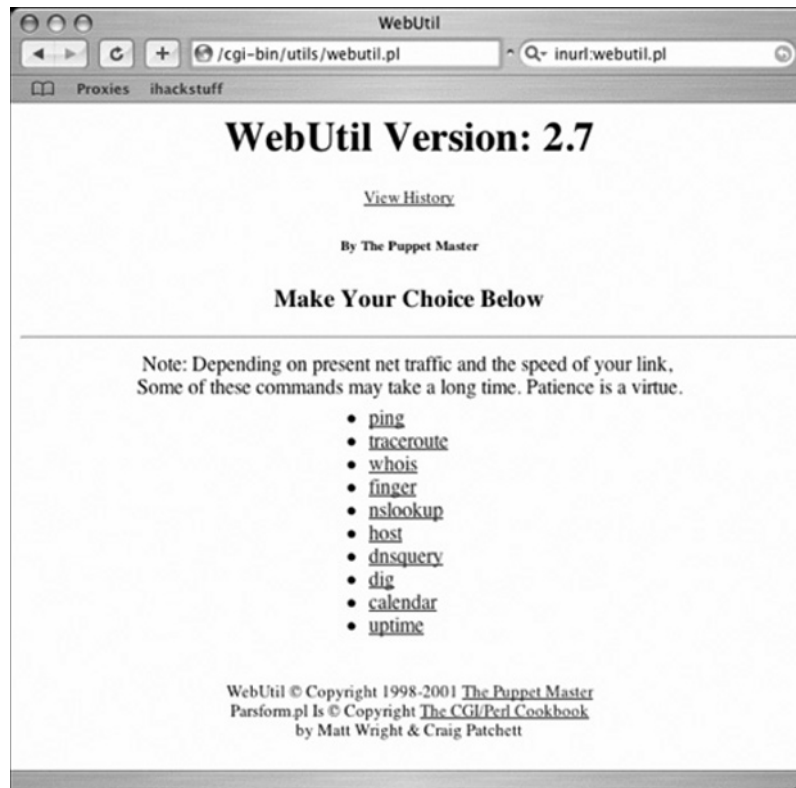 WebUtil
/cgi-bin/utils/webutil.pl
inurl:webutil.pl
Proxies ihackstuff
WebUtil Version: 2.7
View History
By The Puppet Master
Make Your Choice Below
Note: Depending on present net traffic and the speed of your link,
Some of these commands may take a long time. Patience is a virtue.
• ping
• traceroute
• whois
• finger
• nslookup
• host
• dnsquery
• dig
• calendar
• uptime
WebUtil © Copyright 1998-2001 The Puppet Master
Parsform.pl Is © Copyright The CGI/Perl Cookbook
by Matt Wright & Craig Patchett